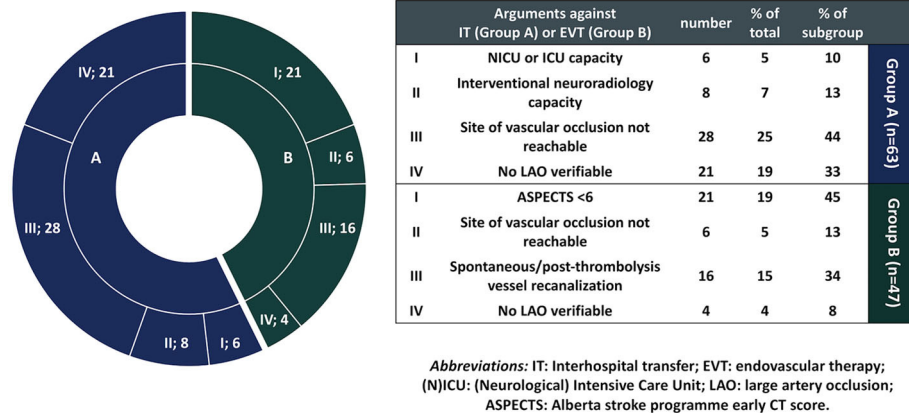 IV; 21
I; 21
A
B
II; 6
III; 28
III; 16
IV; 4
II; 8
I; 6
Arguments against
IT (Group A) or EVT (Group B) number % of total % of subgroup
I NICU or ICU capacity 6 5 10
II Interventional neuroradiology capacity 8 7 13
III Site of vascular occlusion not reachable 28 25 44
IV No LAO verifiable 21 19 33
Group A (n=63)
I ASPECTS <6 21 19 45
II Site of vascular occlusion not reachable 6 5 13
III Spontaneous/post-thrombolysis vessel recanalization 16 15 34
IV No LAO verifiable 4 4 8
Group B (n=47)
Abbreviations: IT: Interhospital transfer; EVT: endovascular therapy;
(N)ICU: (Neurological) Intensive Care Unit; LAO: large artery occlusion;
ASPECTS: Alberta stroke programme early CT score.